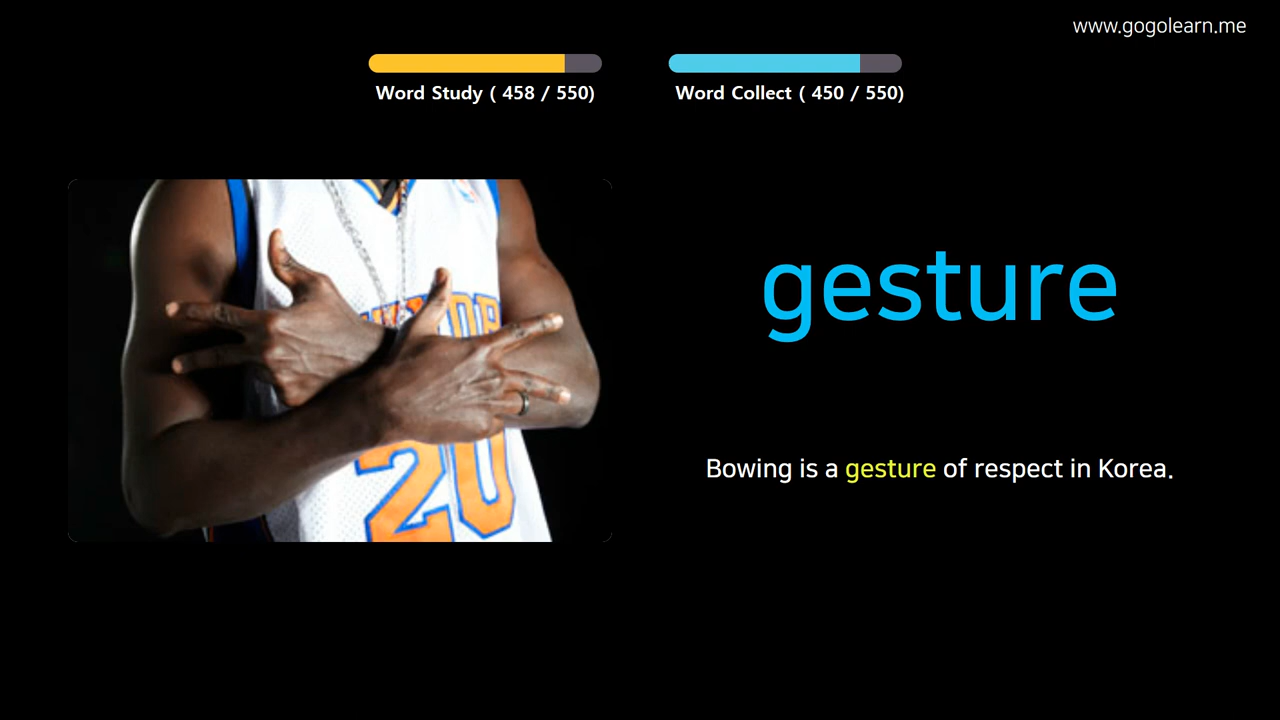 www.gogolearn.me
Word Study ( 458 / 550)
Word Collect ( 450 / 550)
20
gesture
Bowing is a gesture of respect in Korea.